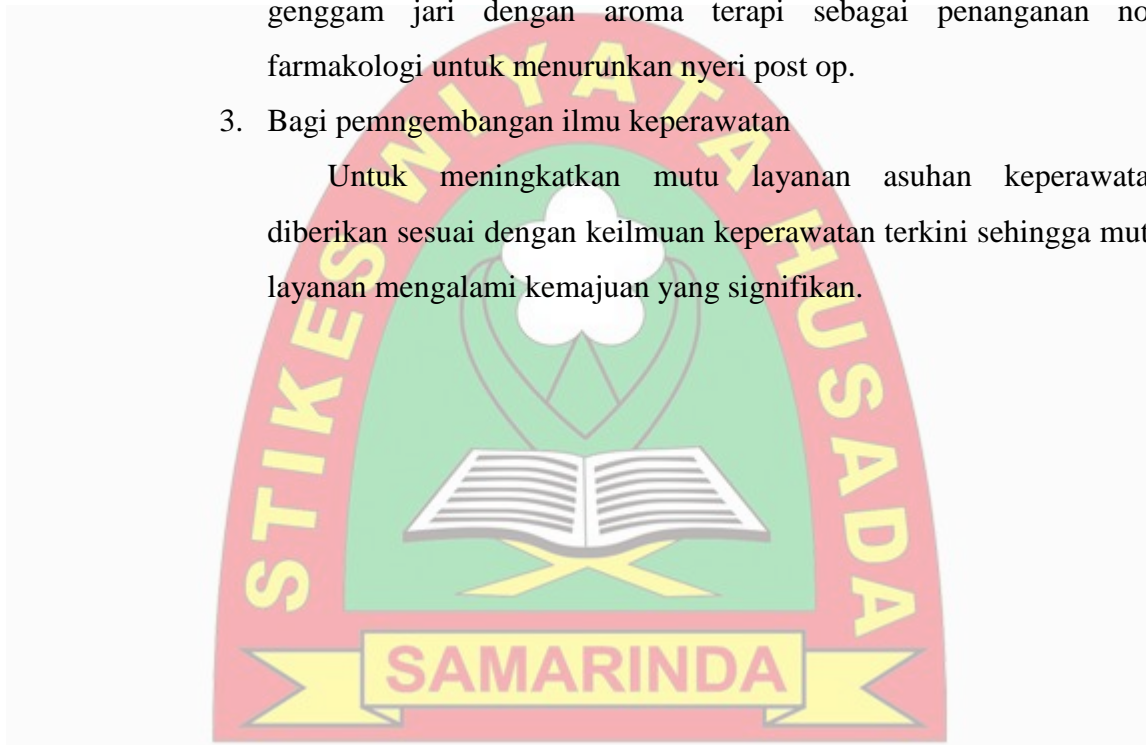 genggam jari dengan aroma terapi sebagai penanganan no
farmakologi untuk menurunkan nyeri post op.
3. Bagi pemngembangan ilmu keperawatan
Untuk meningkatkan mutu layanan asuhan keperawata
diberikan sesuai dengan keilmuan keperawatan terkini sehingga mut
layanan mengalami kemajuan yang signifikan.
STIKES WIYATA HUSADA
SAMARINDA